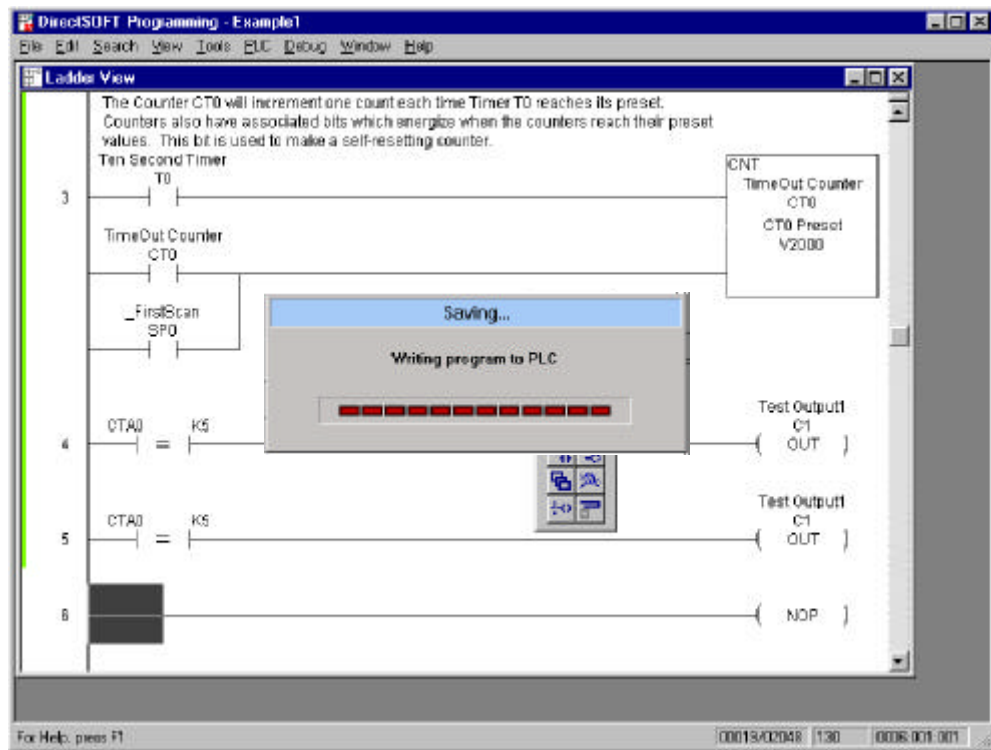 DirectSOFT Programming - Example1
File Edit Search View Tools PLC Debug Window Help
Ladder View
The Counter CT0 will increment one count each time Timer T0 reaches its preset.
Counters also have associated bits which energize when the counters reach their preset
values. This bit is used to make a self-resetting counter.
Ten Second Timer
T0
3
CNT
TimeOut Counter
CT0
CT0 Preset
V2000
TimeOut Counter
CT0
_FirstScan
SP0
Saving...
Writing program to PLC
4
CTA0 = K5
Test Output1
C1
( OUT )
5
CTA0 = K5
Test Output1
C1
( OUT )
6
( NOP )
For Help, press F1
00019/02048 130 0006:001:001